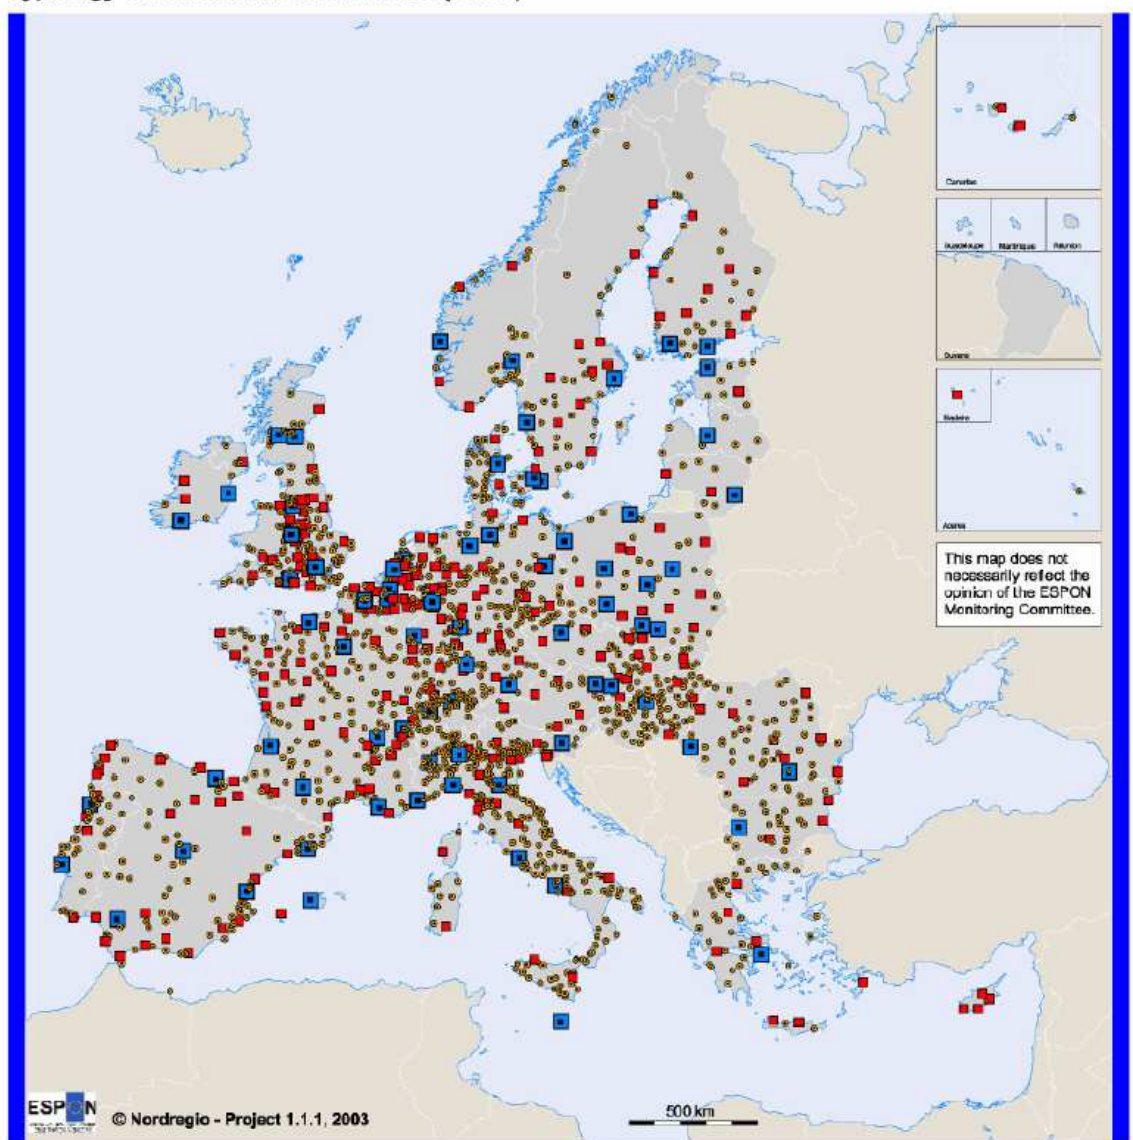 Canarias
Guadeloupe Martinique Réunion
Guyane
Madeira
Azores
This map does not
necessarily reflect the
opinion of the ESPON
Monitoring Committee.
ESPON
© Nordregio - Project 1.1.1, 2003
500 km